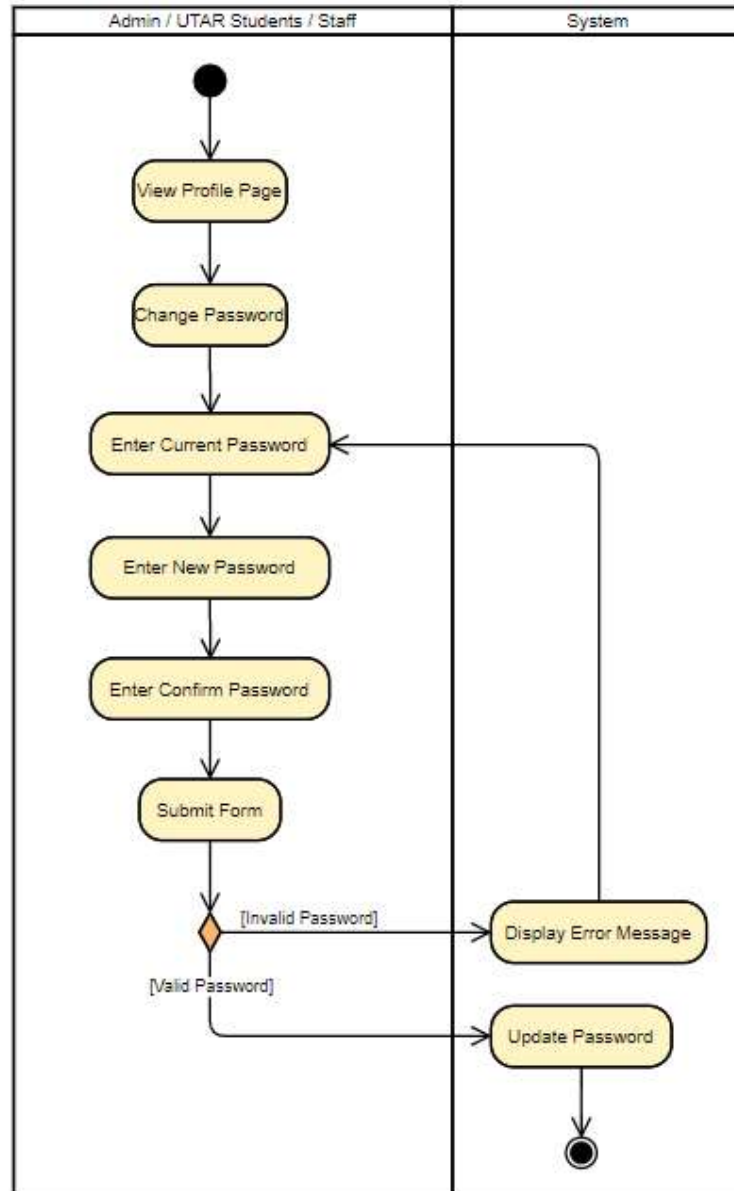 Admin / UTAR Students / Staff
System
View Profile Page
Change Password
Enter Current Password
Enter New Password
Enter Confirm Password
Submit Form
[Invalid Password]
Display Error Message
[Valid Password]
Update Password